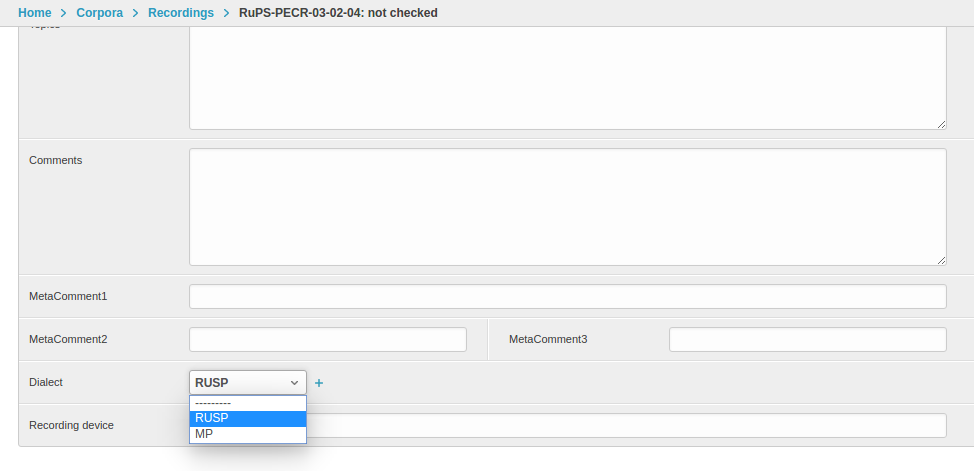 Home > Corpora > Recordings > RuPS-PECR-03-02-04: not checked
Topics
Comments
MetaComment1
MetaComment2 MetaComment3
Dialect RUSP +
---------
RUSP
MP
Recording device